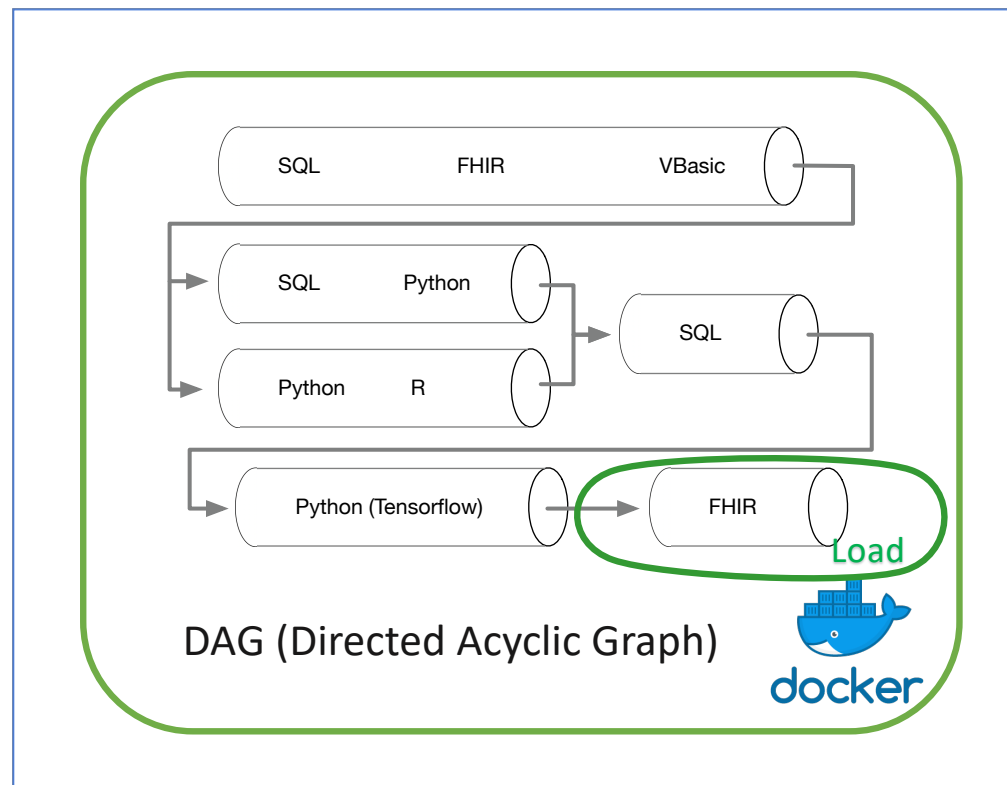 SQL FHIR VBasic
SQL Python
SQL
Python R
Python (Tensorflow) FHIR
Load
DAG (Directed Acyclic Graph)
docker